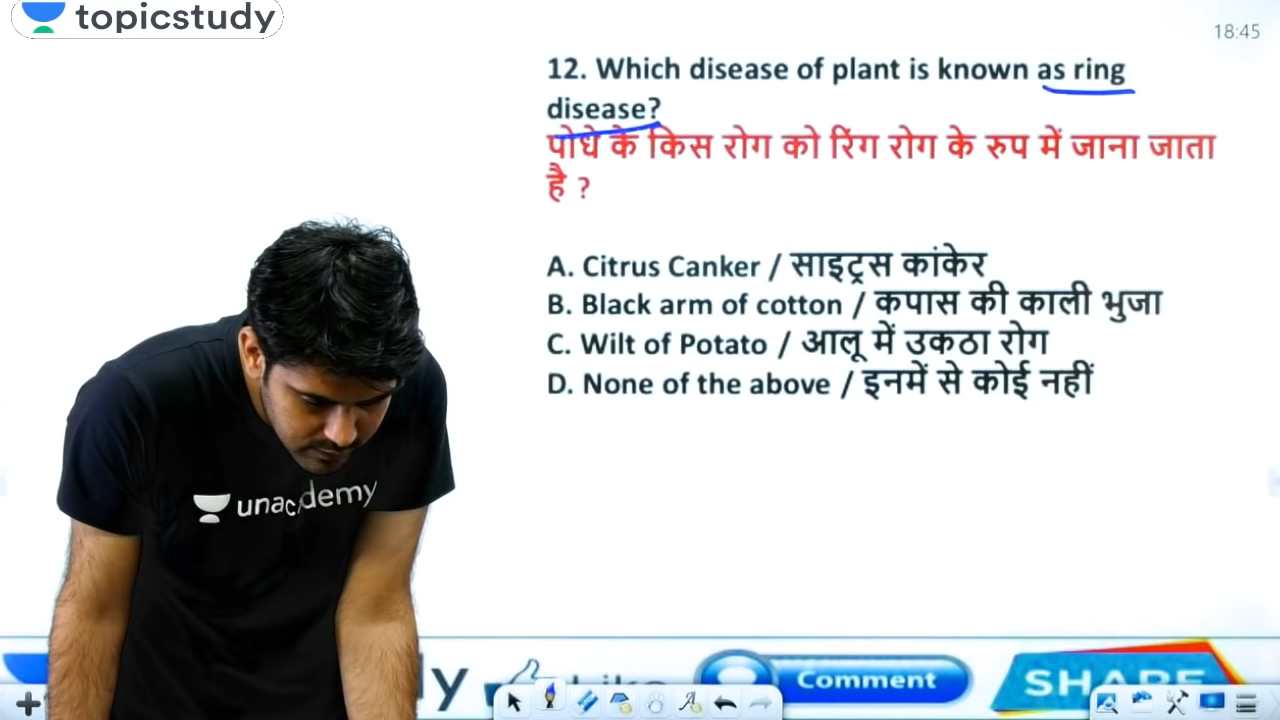 topicstudy
18:45
12. Which disease of plant is known as ring
disease?
पोधे के किस रोग को रिंग रोग के रुप में जाना जाता
है ?
A. Citrus Canker / साइट्रस कांकेर
B. Black arm of cotton / कपास की काली भुजा
C. Wilt of Potato / आलू में उकठा रोग
D. None of the above / इनमें से कोई नहीं
unacademy
Comment
SHARE